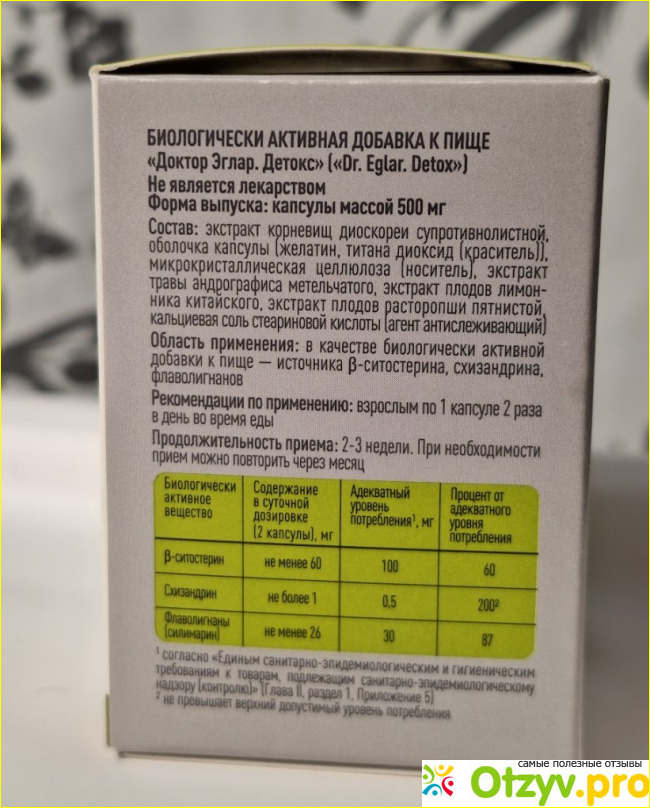 БИОЛОГИЧЕСКИ АКТИВНАЯ ДОБАВКА К ПИЩЕ
«Доктор Эглар. Детокс» («Dr. Eglar. Detox»)
Не является лекарством
Форма выпуска: капсулы массой 500 мг
Состав: экстракт корневищ диоскореи супротивнолистной,
оболочка капсулы (желатин, титана диоксид (краситель)),
микрокристаллическая целлюлоза (носитель), экстракт
травы андрографиса метельчатого, экстракт плодов лимон-
ника китайского, экстракт плодов расторопши пятнистой,
кальциевая соль стеариновой кислоты (агент антислеживающий)
Область применения: в качестве биологически активной
добавки к пище — источника β-ситостерина, схизандрина,
флаволигнанов
Рекомендации по применению: взрослым по 1 капсуле 2 раза
в день во время еды
Продолжительность приема: 2-3 недели. При необходимости
прием можно повторить через месяц
Биологически активное вещество
Содержание в суточной дозировке (2 капсулы), мг
Адекватный уровень потребления¹, мг
Процент от адекватного уровня потребления
β-ситостерин не менее 60 100 60
Схизандрин не более 1 0,5 200²
Флаволигнаны (силимарин) не менее 26 30 87
¹ согласно «Единым санитарно-эпидемиологическим и гигиеническим
требованиям к товарам, подлежащим санитарно-эпидемиологическому
надзору (контролю)» (Глава II, раздел 1, Приложение 5)
² не превышает верхний допустимый уровень потребления
самые полезные отзывы
Otzyv.pro